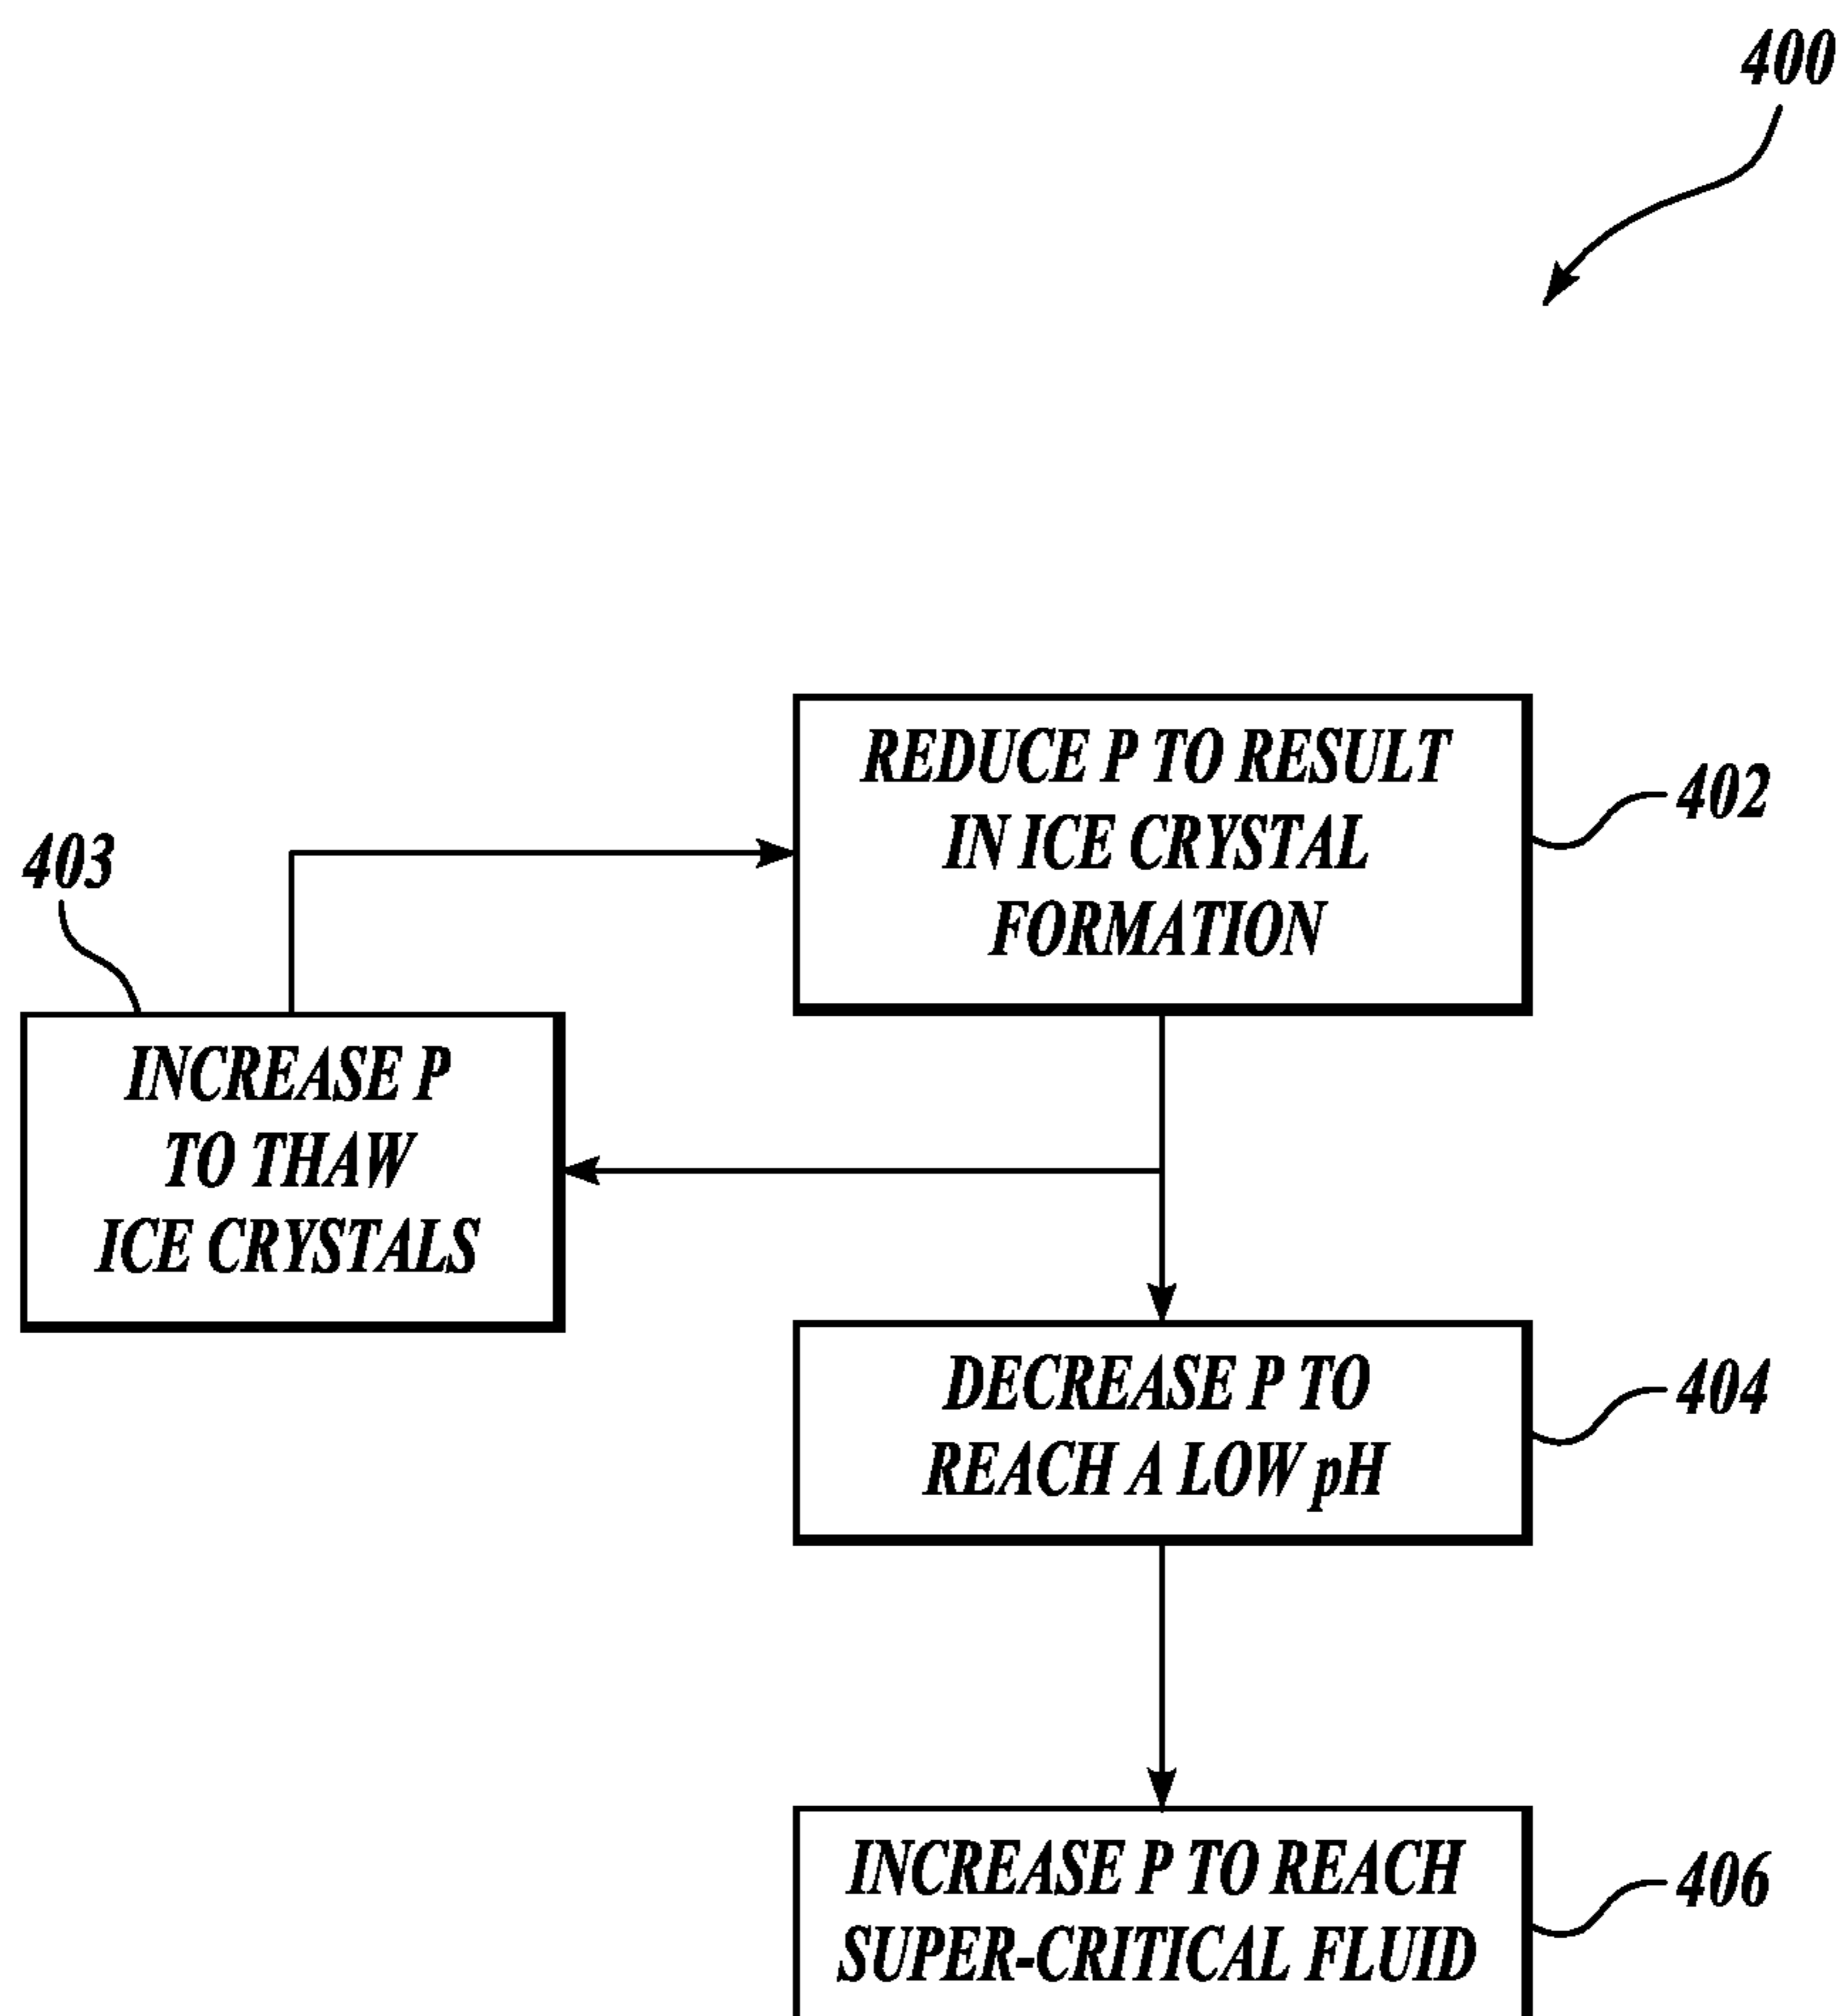 400
REDUCE P TO RESULT
IN ICE CRYSTAL
FORMATION
402
403
INCREASE P
TO THAW
ICE CRYSTALS
DECREASE P TO
REACH A LOW pH
404
INCREASE P TO REACH
SUPER-CRITICAL FLUID
406